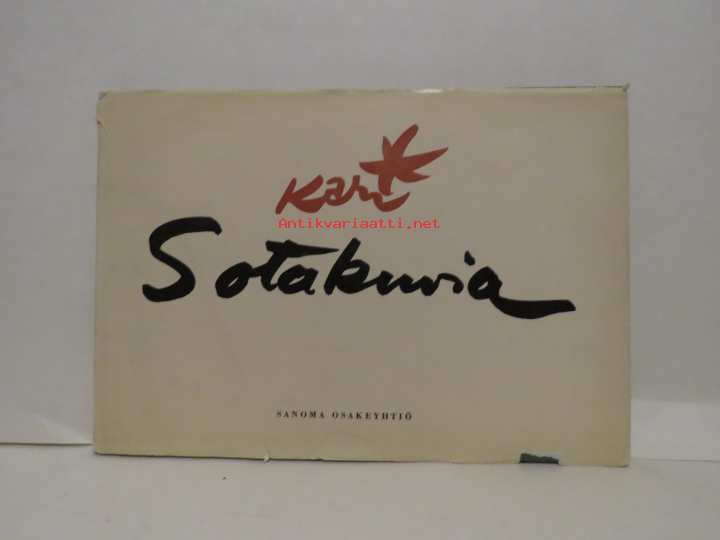 Kari
Antikvariaatti.net
Sotakuvia
SANOMA OSAKEYHTIÖ